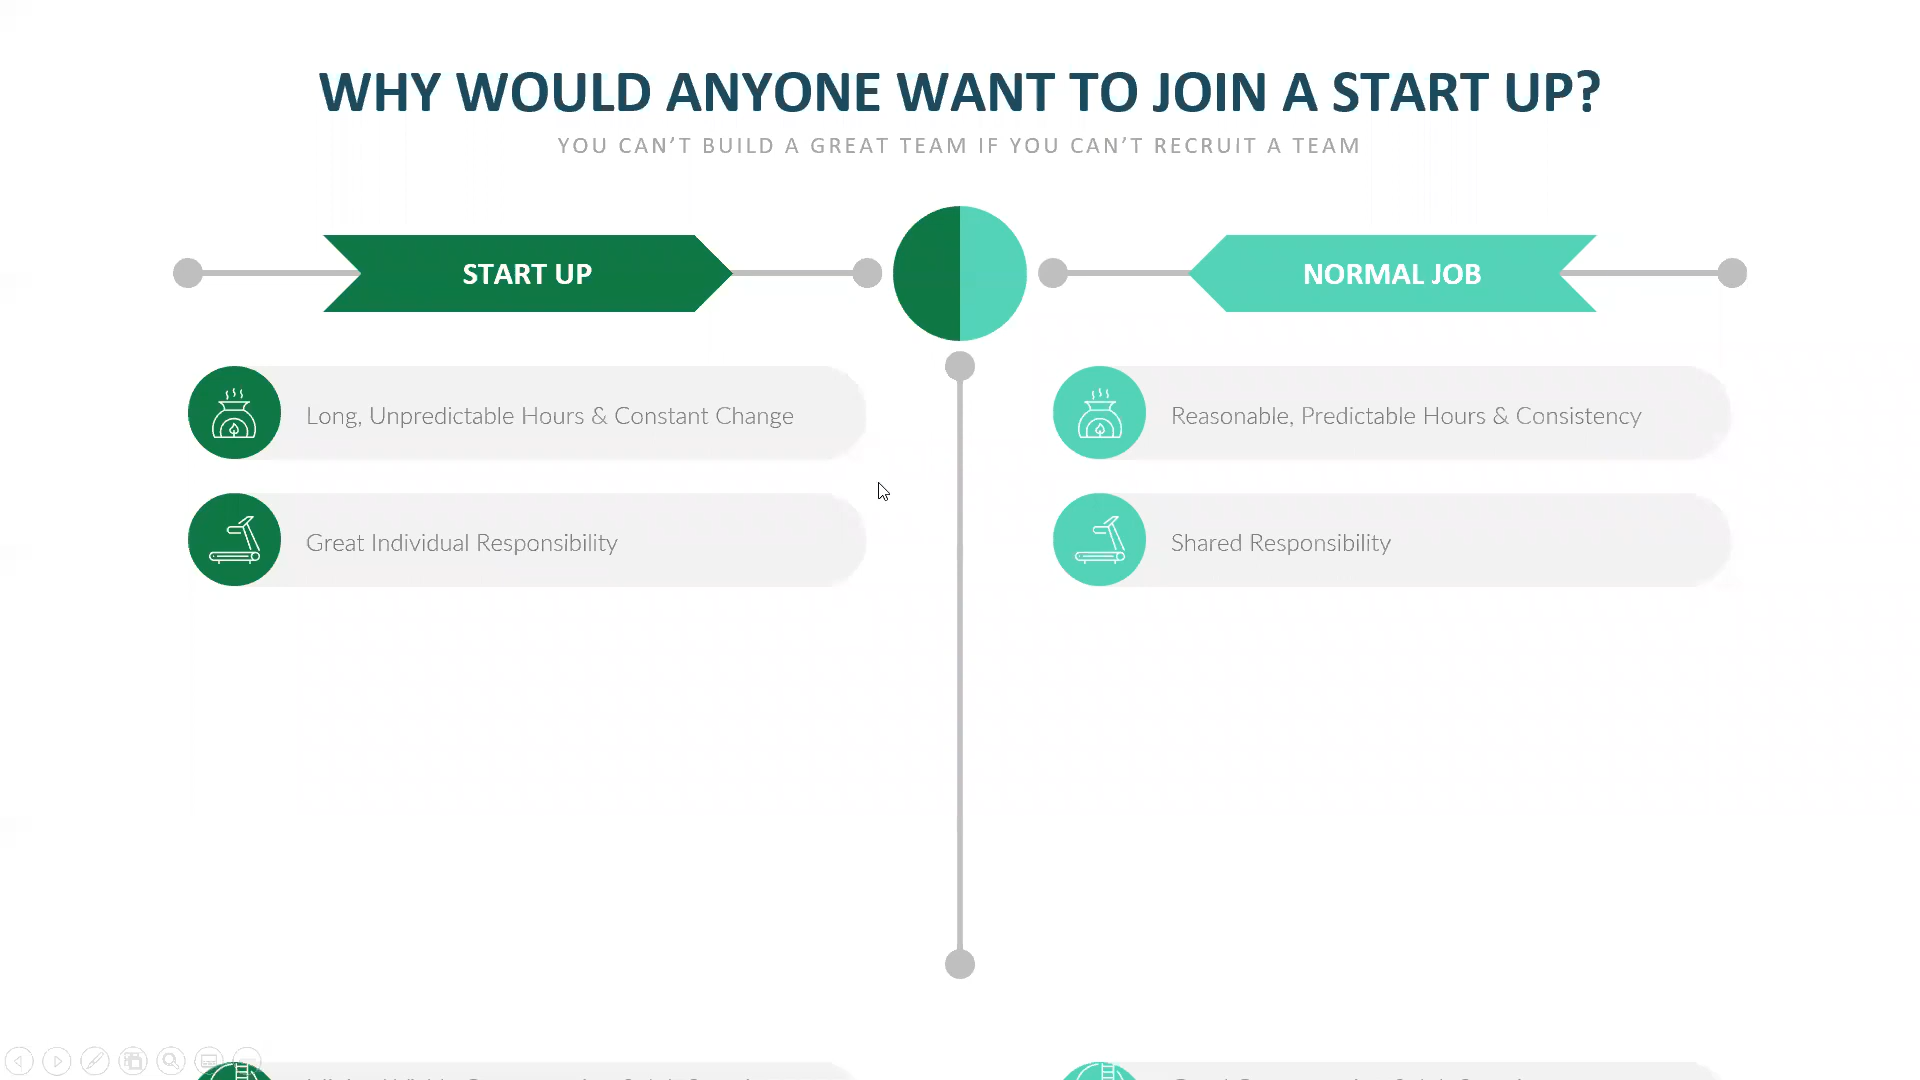 WHY WOULD ANYONE WANT TO JOIN A START UP?
YOU CAN’T BUILD A GREAT TEAM IF YOU CAN’T RECRUIT A TEAM
START UP
NORMAL JOB
Long, Unpredictable Hours & Constant Change
Reasonable, Predictable Hours & Consistency
Great Individual Responsibility
Shared Responsibility